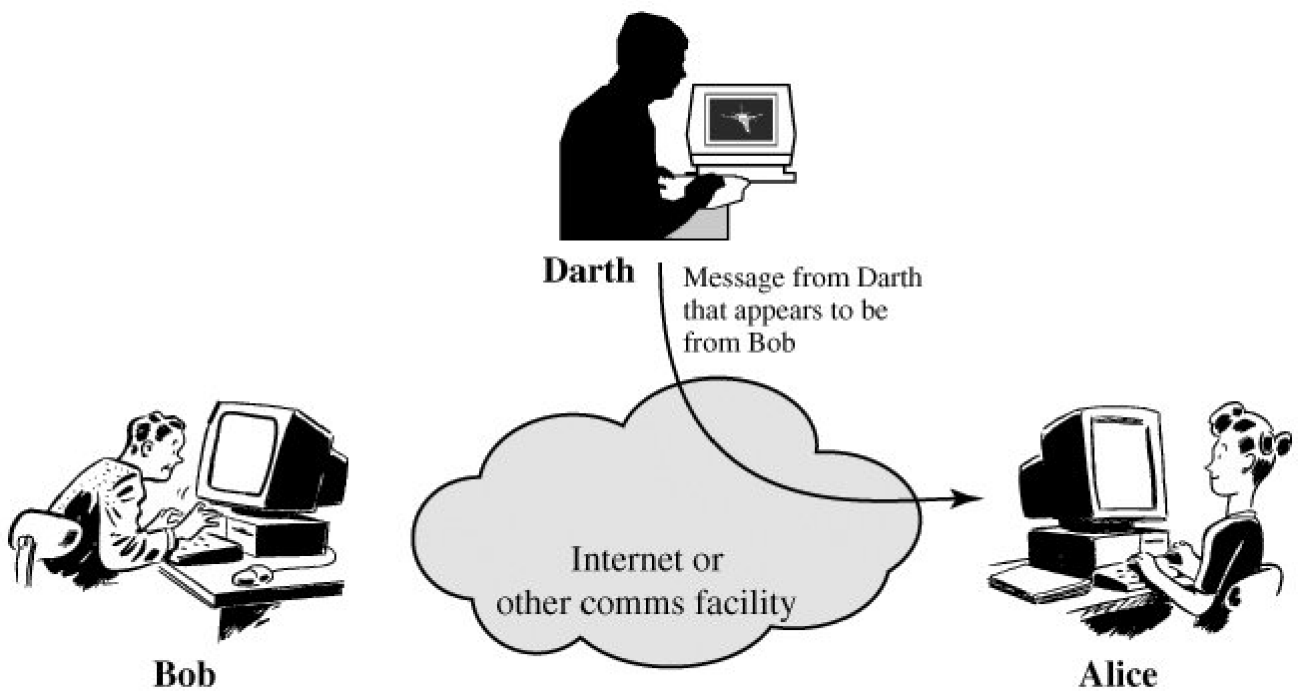 Darth
Message from Darth
that appears to be
from Bob
Internet or
other comms facility
Bob
Alice